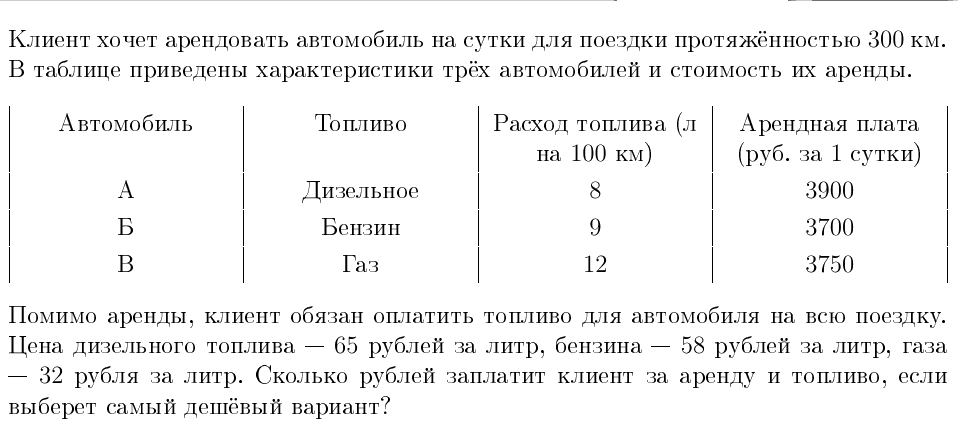 Клиент хочет арендовать автомобиль на сутки для поездки протяжённостью 300 км.
В таблице приведены характеристики трёх автомобилей и стоимость их аренды.
Автомобиль Топливо Расход топлива (л на 100 км) Арендная плата (руб. за 1 сутки)
А Дизельное 8 3900
Б Бензин 9 3700
В Газ 12 3750
Помимо аренды, клиент обязан оплатить топливо для автомобиля на всю поездку.
Цена дизельного топлива — 65 рублей за литр, бензина — 58 рублей за литр, газа
— 32 рубля за литр. Сколько рублей заплатит клиент за аренду и топливо, если
выберет самый дешёвый вариант?